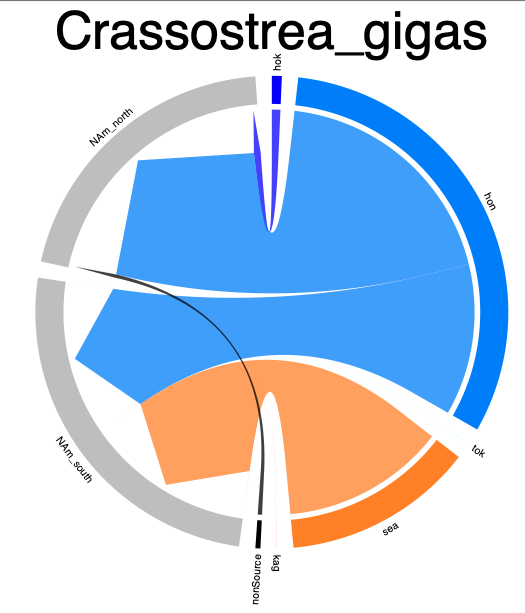 Crassostrea_gigas
hok
NAm_north
hon
tok
NAm_south
sea
nonSource
kag